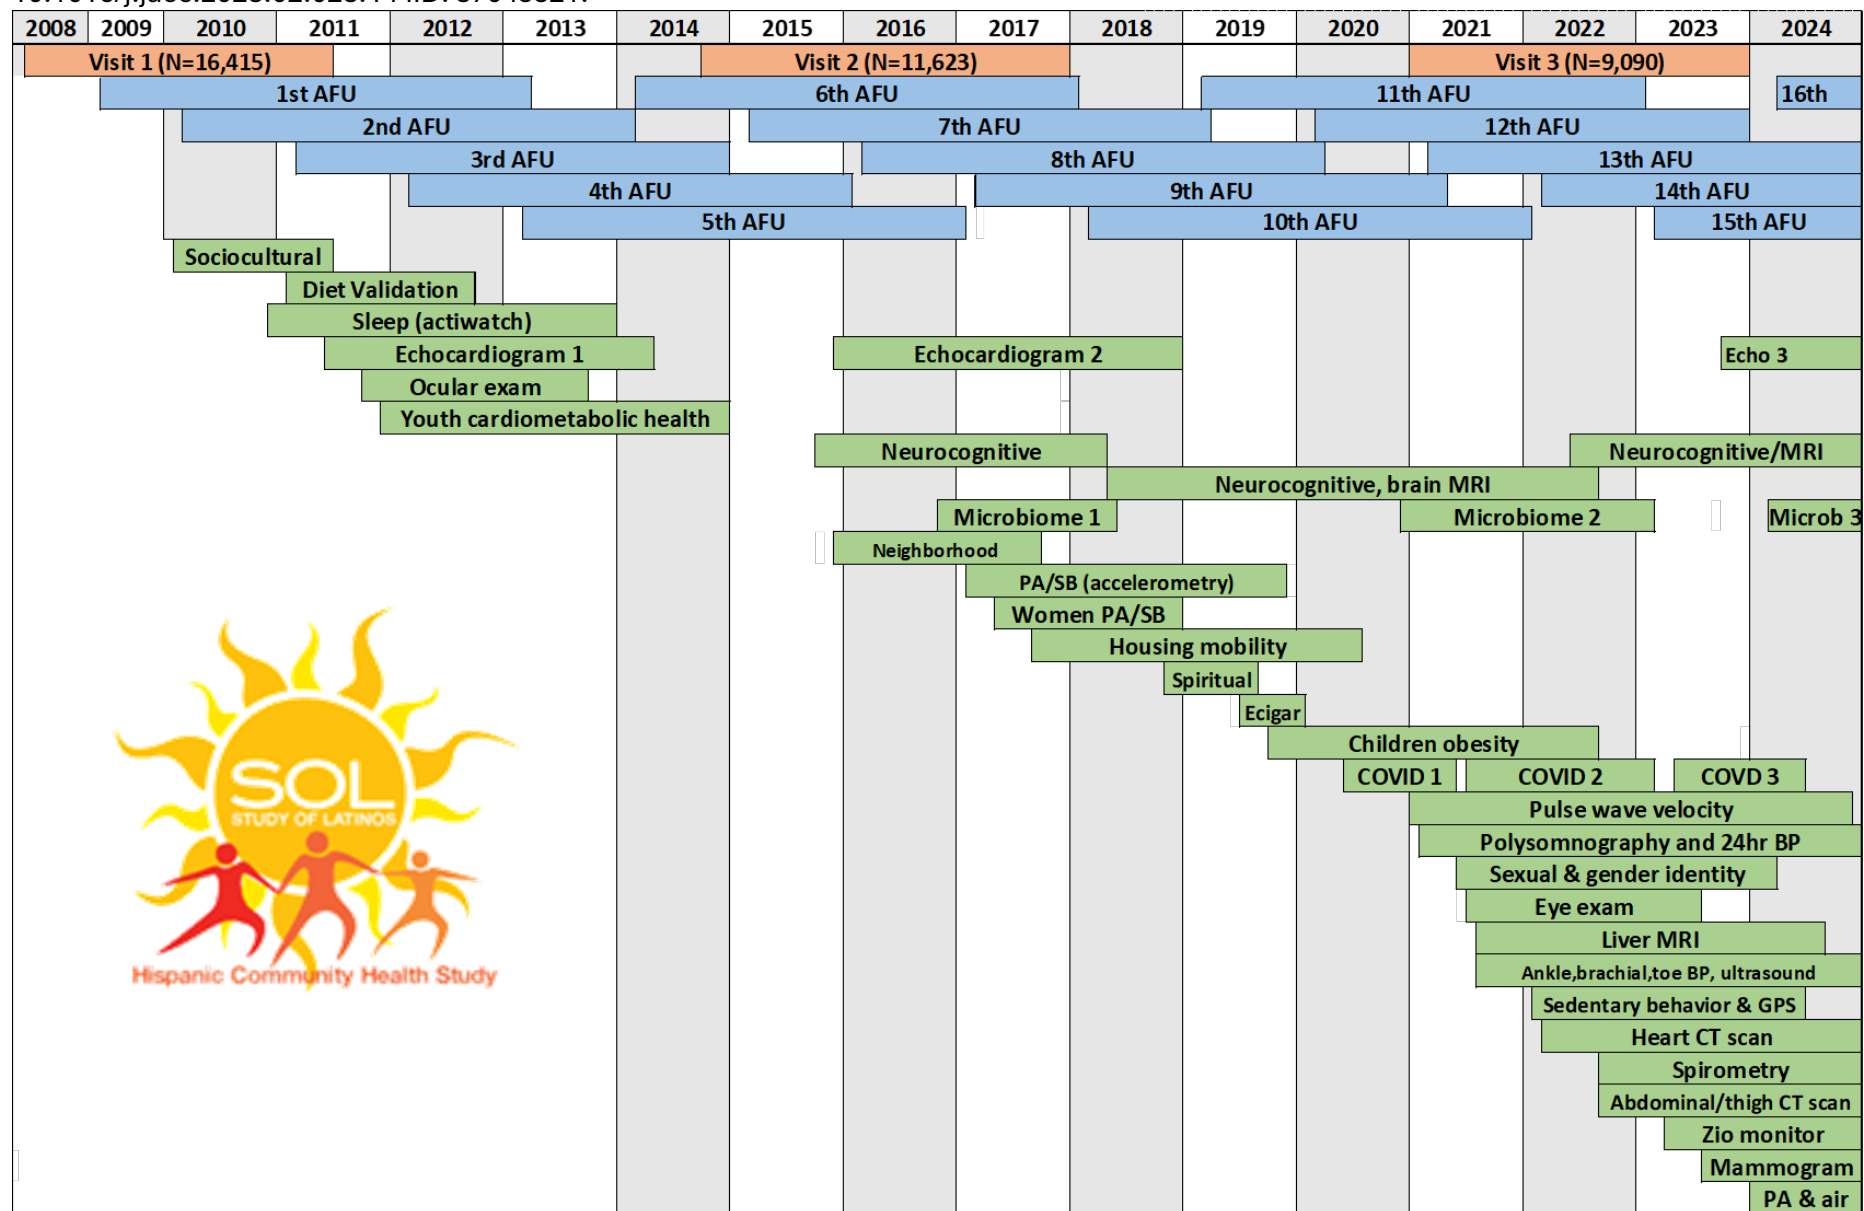 2008 2009 2010 2011 2012 2013 2014 2015 2016 2017 2018 2019 2020 2021 2022 2023 2024
Visit 1 (N=16,415) Visit 2 (N=11,623) Visit 3 (N=9,090)
1st AFU 6th AFU 11th AFU 16th
2nd AFU 7th AFU 12th AFU
3rd AFU 8th AFU 13th AFU
4th AFU 9th AFU 14th AFU
5th AFU 10th AFU 15th AFU
Sociocultural
Diet Validation
Sleep (actiwatch)
Echocardiogram 1 Echocardiogram 2 Echo 3
Ocular exam
Youth cardiometabolic health
Neurocognitive Neurocognitive/MRI
Neurocognitive, brain MRI
Microbiome 1 Microbiome 2 Microb 3
Neighborhood
PA/SB (accelerometry)
Women PA/SB
Housing mobility
Spiritual
Ecigar
Children obesity
COVID 1 COVID 2 COVD 3
Pulse wave velocity
Polysomnography and 24hr BP
Sexual & gender identity
Eye exam
Liver MRI
Ankle,brachial,toe BP, ultrasound
Sedentary behavior & GPS
Heart CT scan
Spirometry
Abdominal/thigh CT scan
Zio monitor
Mammogram
PA & air
SOL
STUDY OF LATINOS
Hispanic Community Health Study